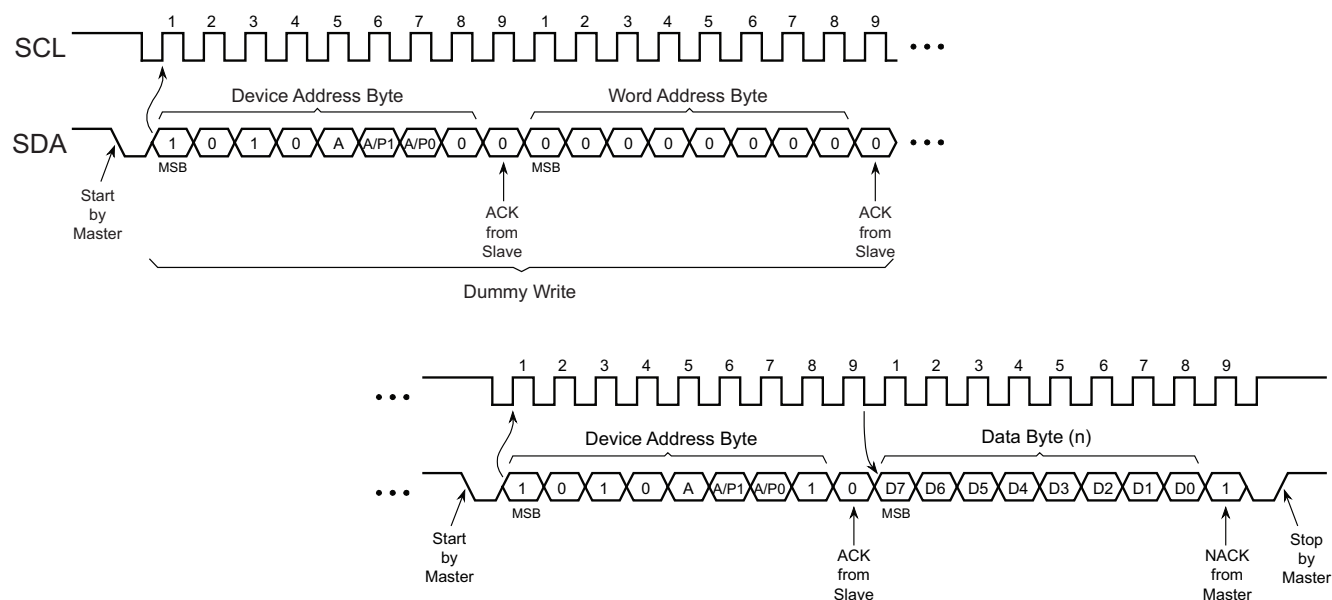 1 2 3 4 5 6 7 8 9 1 2 3 4 5 6 7 8 9
SCL
Device Address Byte Word Address Byte
SDA 1 0 1 0 A A/P1 A/P0 0 0 0 0 0 0 0 0 0 0 0
MSB MSB
Start
by
Master
ACK
from
Slave
ACK
from
Slave
Dummy Write
1 2 3 4 5 6 7 8 9 1 2 3 4 5 6 7 8 9
Device Address Byte Data Byte (n)
1 0 1 0 A A/P1 A/P0 1 0 D7 D6 D5 D4 D3 D2 D1 D0 1
MSB MSB
Start
by
Master
ACK
from
Slave
NACK
from
Master
Stop
by
Master